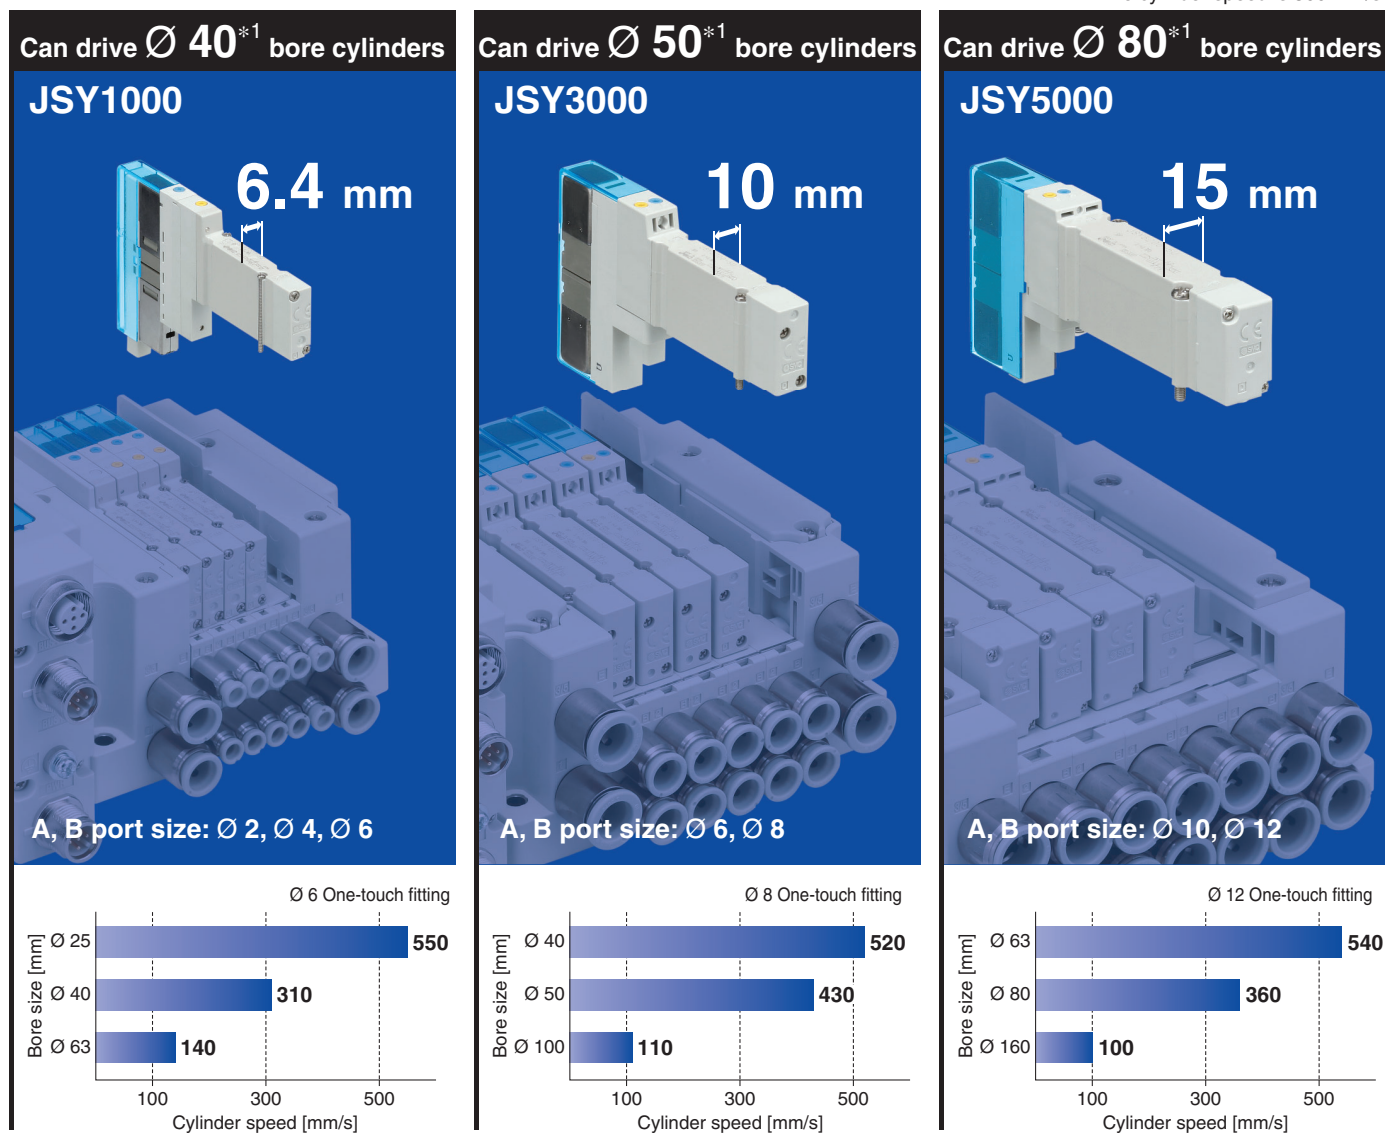 Can drive Ø 40*1 bore cylinders
JSY1000
6.4 mm
A, B port size: Ø 2, Ø 4, Ø 6
Ø 6 One-touch fitting
Bore size [mm]
Ø 25
550
Ø 40
310
Ø 63
140
100
300
500
Cylinder speed [mm/s]
Can drive Ø 50*1 bore cylinders
JSY3000
10 mm
A, B port size: Ø 6, Ø 8
Ø 8 One-touch fitting
Bore size [mm]
Ø 40
520
Ø 50
430
Ø 100
110
100
300
500
Cylinder speed [mm/s]
Can drive Ø 80*1 bore cylinders
JSY5000
15 mm
A, B port size: Ø 10, Ø 12
Ø 12 One-touch fitting
Bore size [mm]
Ø 63
540
Ø 80
360
Ø 160
100
100
300
500
Cylinder speed [mm/s]